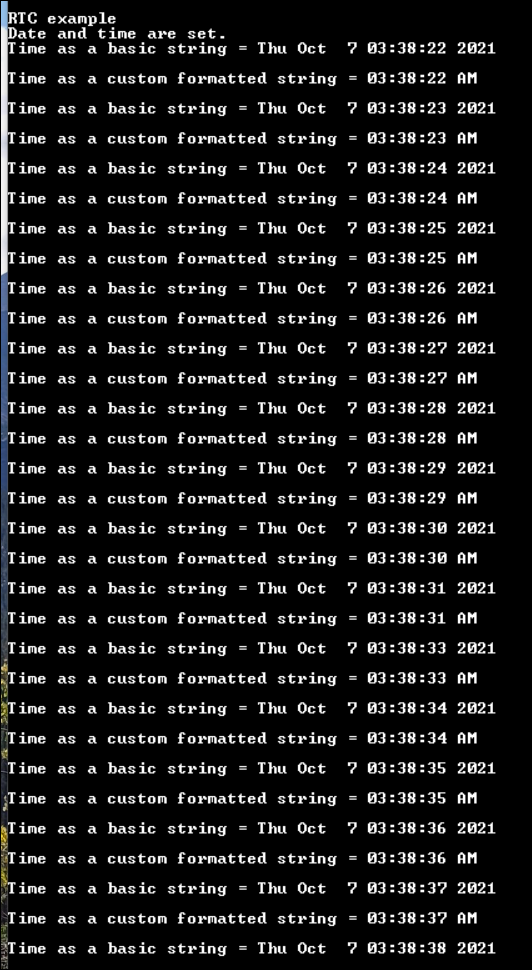 RTC example
Date and time are set.
Time as a basic string = Thu Oct  7 03:38:22 2021
Time as a custom formatted string = 03:38:22 AM
Time as a basic string = Thu Oct  7 03:38:23 2021
Time as a custom formatted string = 03:38:23 AM
Time as a basic string = Thu Oct  7 03:38:24 2021
Time as a custom formatted string = 03:38:24 AM
Time as a basic string = Thu Oct  7 03:38:25 2021
Time as a custom formatted string = 03:38:25 AM
Time as a basic string = Thu Oct  7 03:38:26 2021
Time as a custom formatted string = 03:38:26 AM
Time as a basic string = Thu Oct  7 03:38:27 2021
Time as a custom formatted string = 03:38:27 AM
Time as a basic string = Thu Oct  7 03:38:28 2021
Time as a custom formatted string = 03:38:28 AM
Time as a basic string = Thu Oct  7 03:38:29 2021
Time as a custom formatted string = 03:38:29 AM
Time as a basic string = Thu Oct  7 03:38:30 2021
Time as a custom formatted string = 03:38:30 AM
Time as a basic string = Thu Oct  7 03:38:31 2021
Time as a custom formatted string = 03:38:31 AM
Time as a basic string = Thu Oct  7 03:38:33 2021
Time as a custom formatted string = 03:38:33 AM
Time as a basic string = Thu Oct  7 03:38:34 2021
Time as a custom formatted string = 03:38:34 AM
Time as a basic string = Thu Oct  7 03:38:35 2021
Time as a custom formatted string = 03:38:35 AM
Time as a basic string = Thu Oct  7 03:38:36 2021
Time as a custom formatted string = 03:38:36 AM
Time as a basic string = Thu Oct  7 03:38:37 2021
Time as a custom formatted string = 03:38:37 AM
Time as a basic string = Thu Oct  7 03:38:38 2021